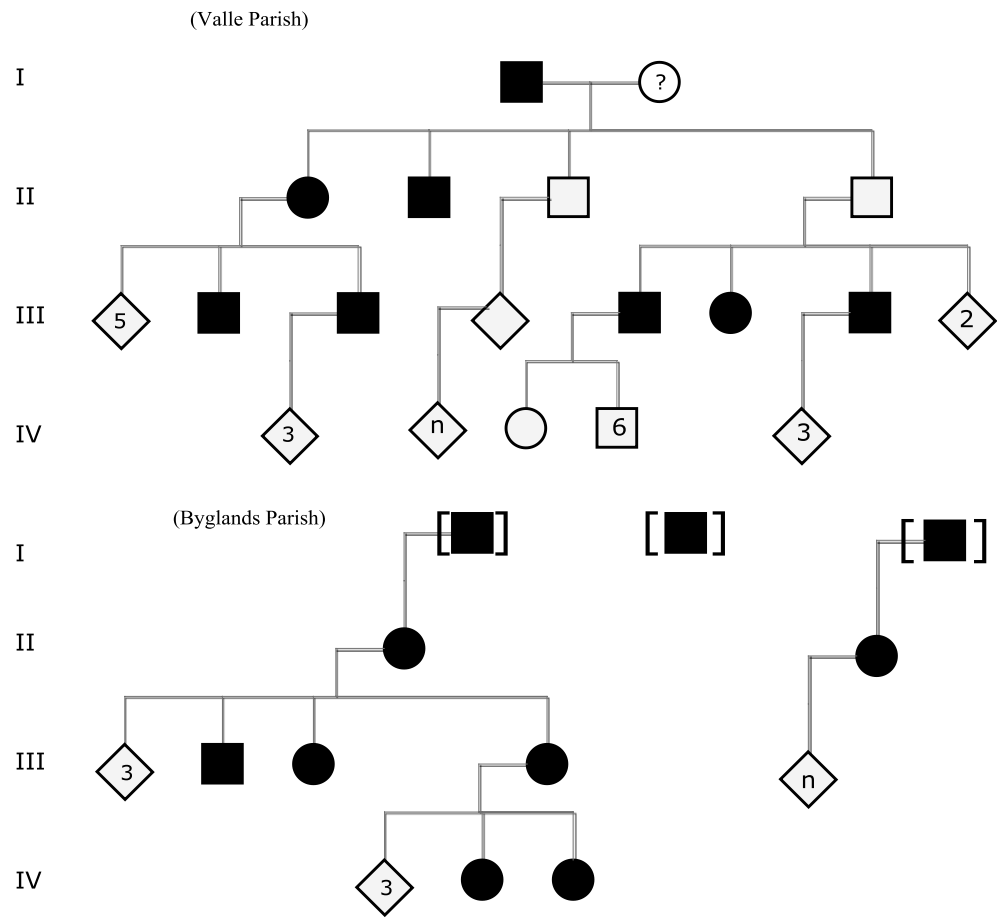 (Valle Parish)
I
?
II
III
5
2
IV
3
n
6
3
(Byglands Parish)
I
[ ] [ ] [ ]
II
III
3
n
IV
3